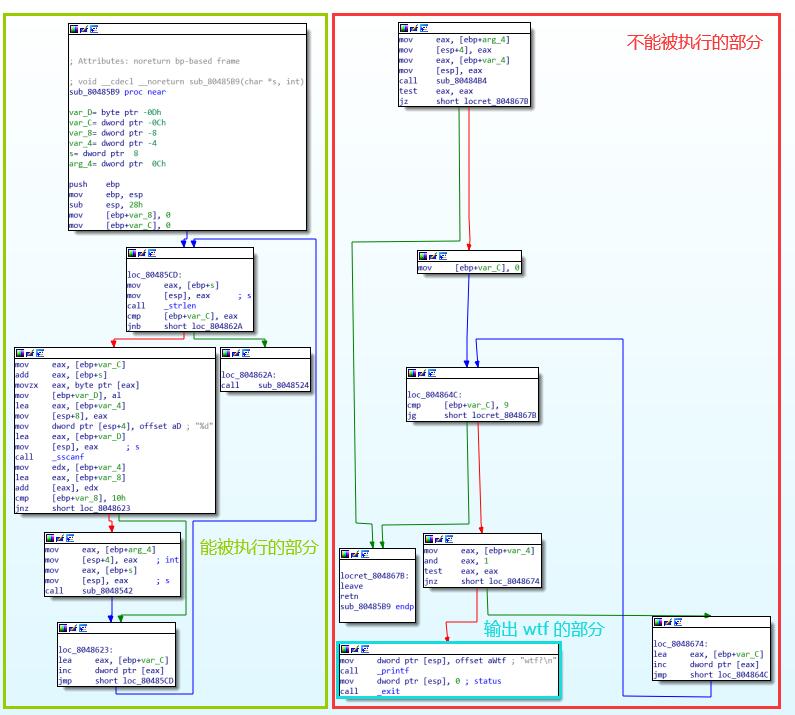 ; Attributes: noreturn bp-based frame
; void __cdecl __noreturn sub_80485B9(char *s, int)
sub_80485B9 proc near
var_D= byte ptr -0Dh
var_C= dword ptr -0Ch
var_8= dword ptr -8
var_4= dword ptr -4
s= dword ptr  8
arg_4= dword ptr  0Ch
push    ebp
mov     ebp, esp
sub     esp, 28h
mov     [ebp+var_8], 0
mov     [ebp+var_C], 0
loc_80485CD:
mov     eax, [ebp+s]
mov     [esp], eax      ; s
call    _strlen
cmp     [ebp+var_C], eax
jnb     short loc_804862A
mov     eax, [ebp+var_C]
add     eax, [ebp+s]
movzx   eax, byte ptr [eax]
mov     [ebp+var_D], al
lea     eax, [ebp+var_4]
mov     [esp+8], eax
mov     dword ptr [esp+4], offset aD ; "%d"
lea     eax, [ebp+var_D]
mov     [esp], eax      ; s
call    _sscanf
mov     edx, [ebp+var_4]
lea     eax, [ebp+var_8]
add     [eax], edx
cmp     [ebp+var_8], 10h
jnz     short loc_8048623
loc_804862A:
call    sub_8048524
mov     eax, [ebp+arg_4]
mov     [esp+4], eax    ; int
mov     eax, [ebp+s]
mov     [esp], eax      ; s
call    sub_8048542
能被执行的部分
loc_8048623:
lea     eax, [ebp+var_C]
inc     dword ptr [eax]
jmp     short loc_80485CD
不能被执行的部分
mov     eax, [ebp+arg_4]
mov     [esp+4], eax
mov     eax, [ebp+var_4]
mov     [esp], eax
call    sub_80484B4
test    eax, eax
jz      short locret_804867B
mov     [ebp+var_C], 0
loc_804864C:
cmp     [ebp+var_C], 9
jg      short locret_804867B
locret_804867B:
leave
retn
sub_80485B9 endp
mov     eax, [ebp+var_4]
and     eax, 1
test    eax, eax
jnz     short loc_8048674
输出 wtf 的部分
mov     dword ptr [esp], offset aWtf ; "wtf?\n"
call    _printf
mov     dword ptr [esp], 0 ; status
call    _exit
loc_8048674:
lea     eax, [ebp+var_C]
inc     dword ptr [eax]
jmp     short loc_804864C